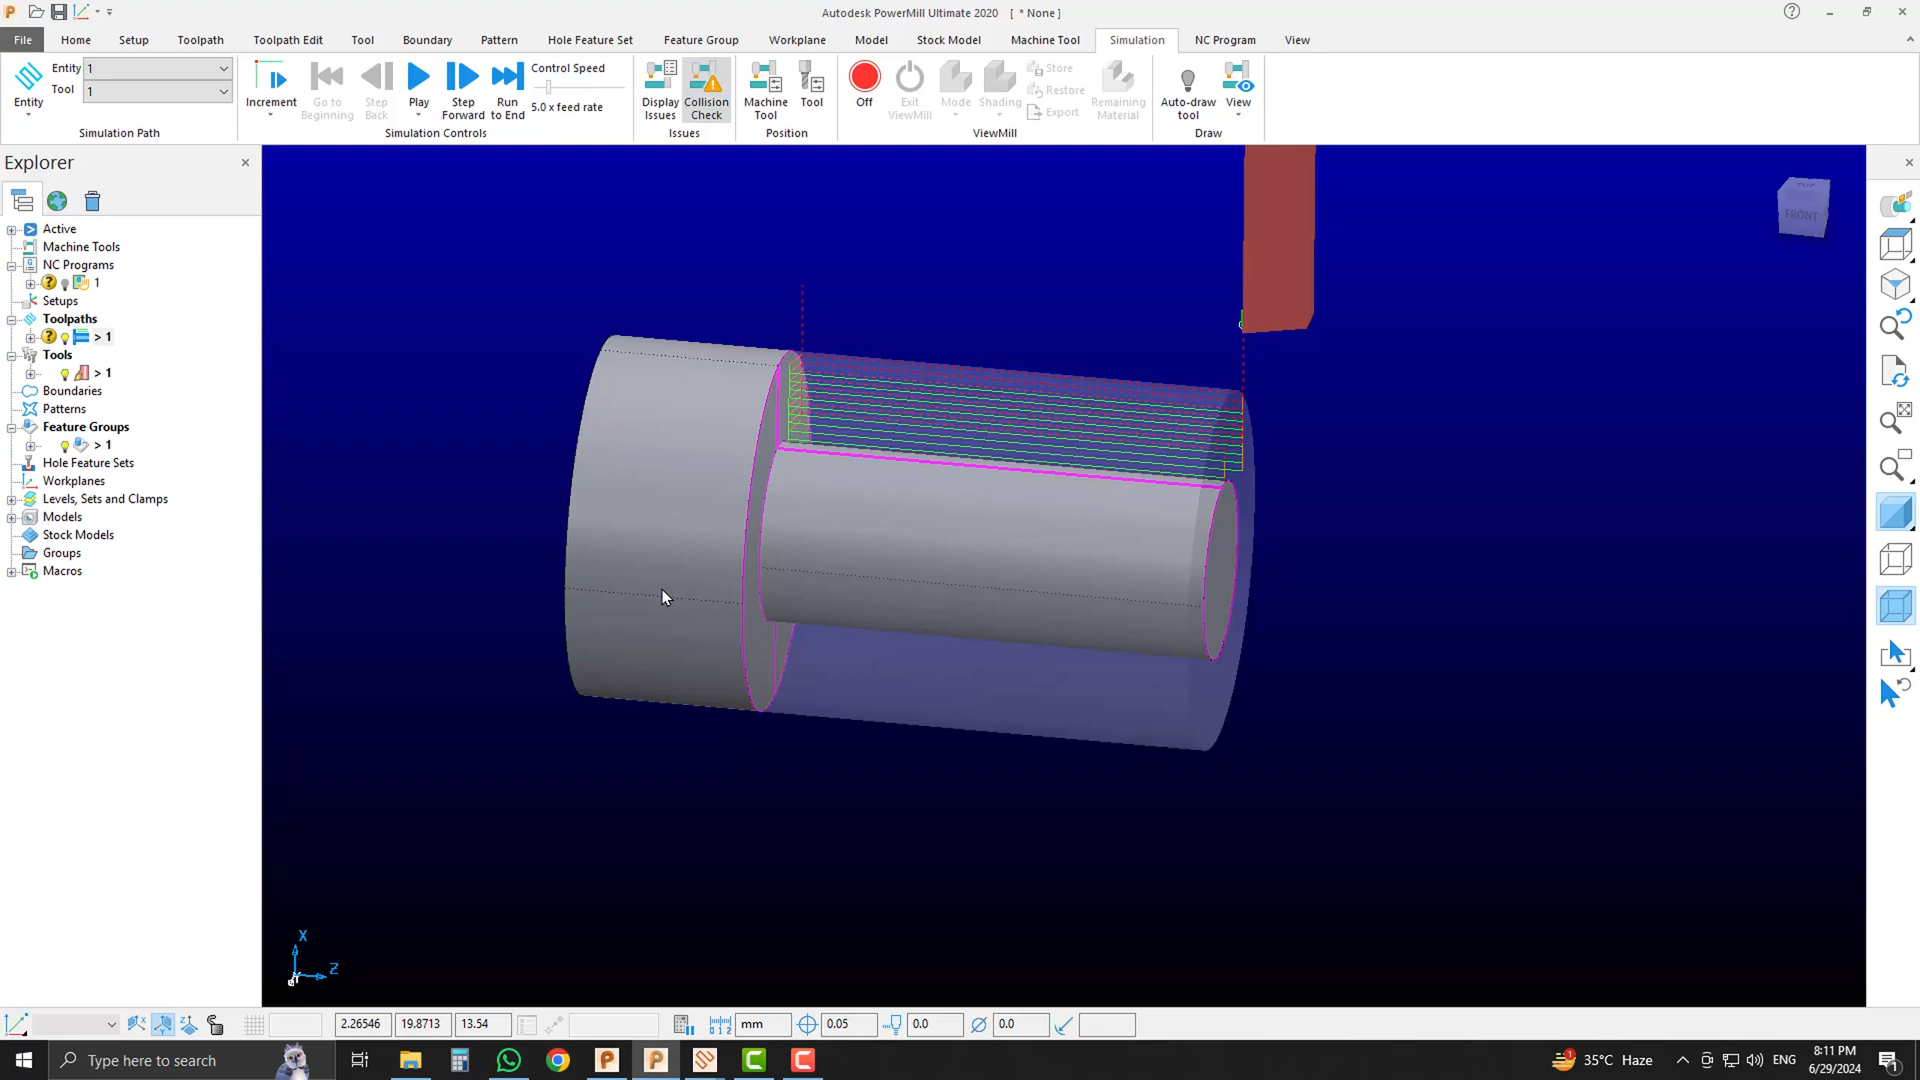 Autodesk PowerMill Ultimate 2020 [ * None ]
File Home Setup Toolpath Toolpath Edit Tool Boundary Pattern Hole Feature Set Feature Group Workplane Model Stock Model Machine Tool Simulation NC Program View
Entity
Entity 1
Tool 1
Simulation Path
Increment
Go to Beginning
Step Back
Play
Step Forward
Run to End
Control Speed
5.0 x feed rate
Simulation Controls
Display Issues
Collision Check
Issues
Machine Tool
Tool
Position
Off
Exit ViewMill
Mode
Shading
Store
Restore
Export
Remaining Material
ViewMill
Auto-draw tool
View
Draw
Explorer
Active
Machine Tools
NC Programs
1
Setups
Toolpaths
> 1
Tools
> 1
Boundaries
Patterns
Feature Groups
> 1
Hole Feature Sets
Workplanes
Levels, Sets and Clamps
Models
Stock Models
Groups
Macros
TOP
FRONT
X
Z
2.26546 19.8713 13.54 mm 0.05 0.0 0.0
Type here to search
35°C Haze
ENG
8:11 PM
6/29/2024
1